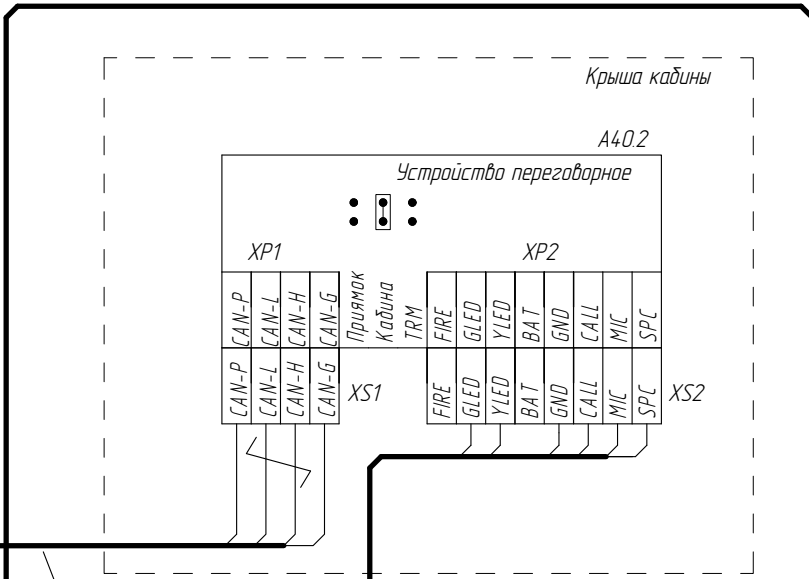 Крыша кабины
A40.2
Устройство переговорное
XP1
XP2
CAN-P
CAN-L
CAN-H
CAN-G
Приямок
Кабина
TRM
FIRE
GLED
YLED
BAT
GND
CALL
MIC
SPC
CAN-P
CAN-L
CAN-H
CAN-G
XS1
FIRE
GLED
YLED
BAT
GND
CALL
MIC
SPC
XS2